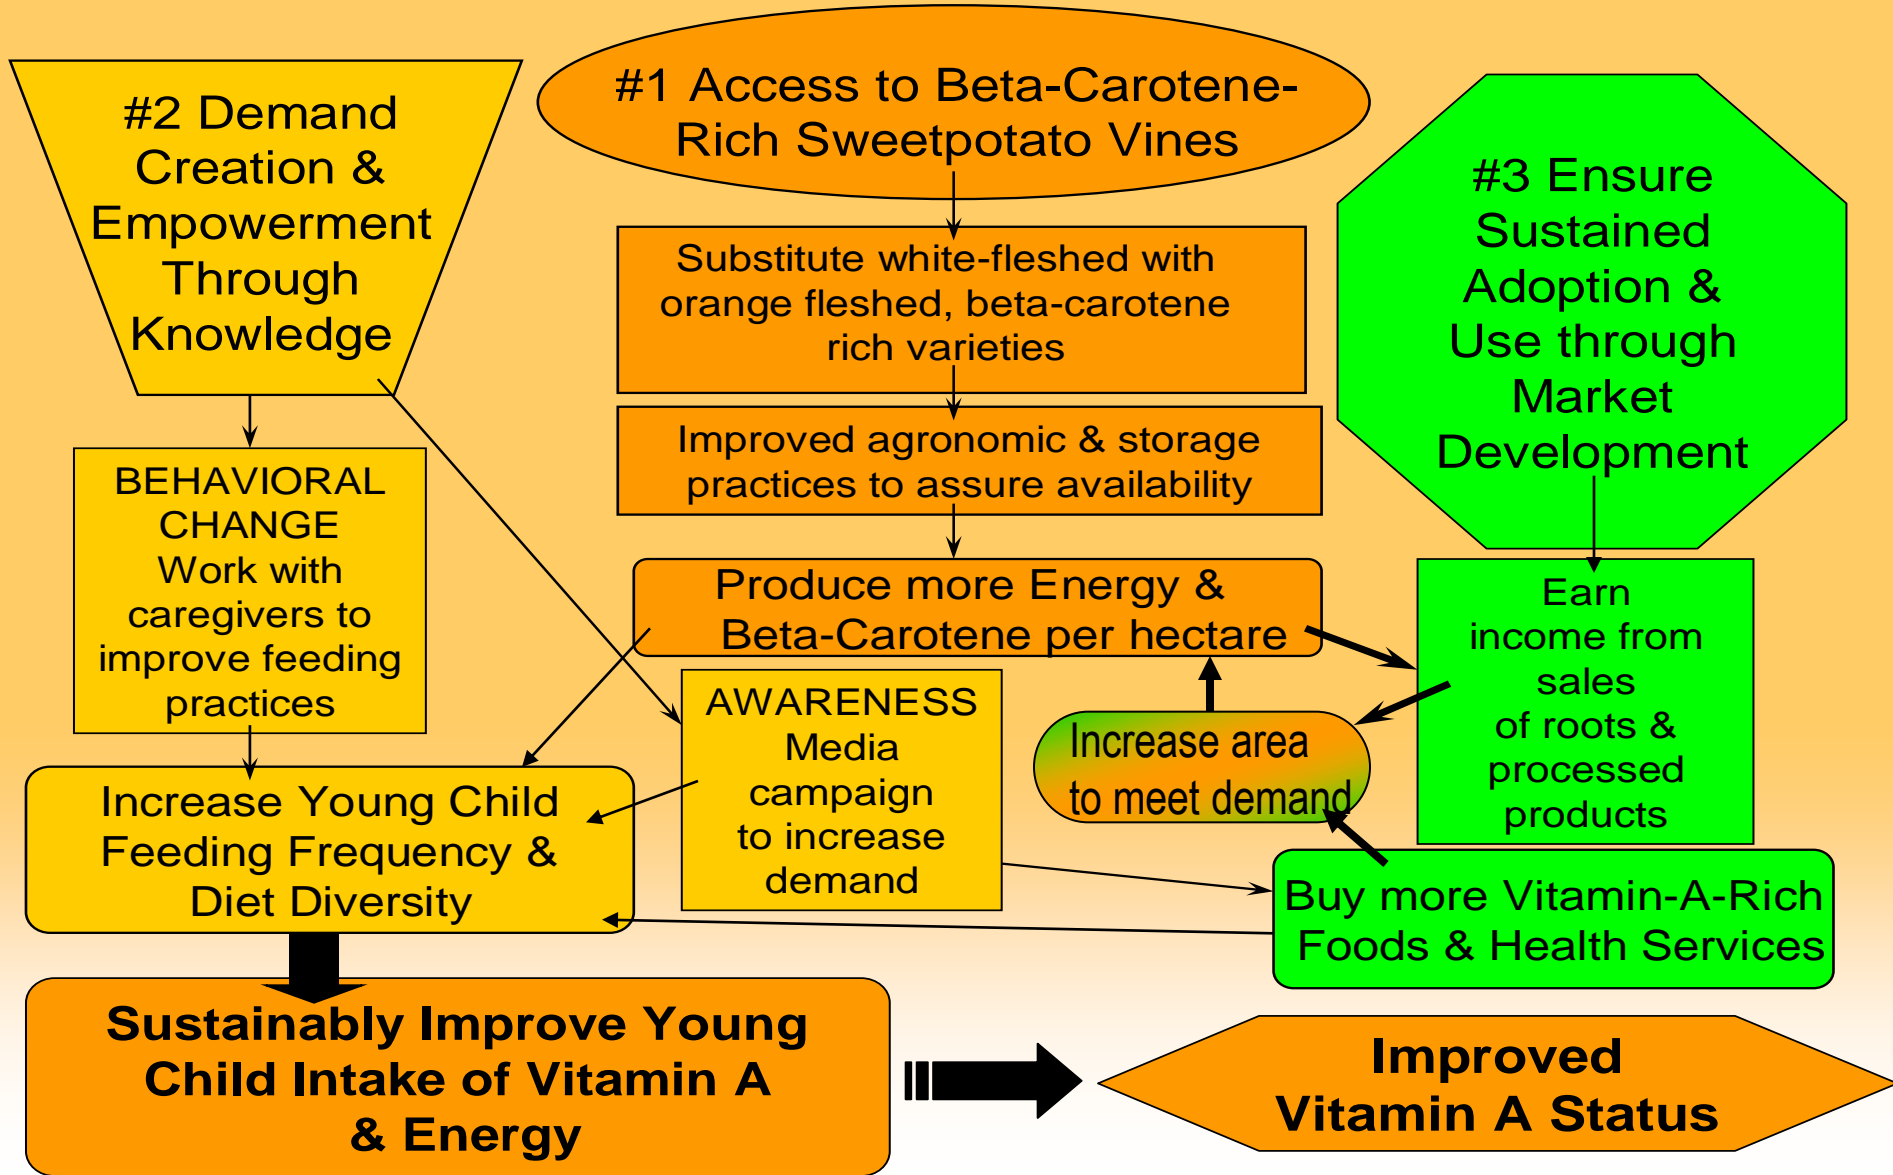 #2 Demand
Creation &
Empowerment
Through
Knowledge
#1 Access to Beta-Carotene-
Rich Sweetpotato Vines
#3 Ensure
Sustained
Adoption &
Use through
Market
Development
Substitute white-fleshed with
orange fleshed, beta-carotene
rich varieties
Improved agronomic & storage
practices to assure availability
BEHAVIORAL
CHANGE
Work with
caregivers to
improve feeding
practices
Produce more Energy &
Beta-Carotene per hectare
Earn
income from
sales
of roots &
processed
products
AWARENESS
Media
campaign
to increase
demand
Increase area
to meet demand
Increase Young Child
Feeding Frequency &
Diet Diversity
Buy more Vitamin-A-Rich
Foods & Health Services
Sustainably Improve Young
Child Intake of Vitamin A
& Energy
Improved
Vitamin A Status